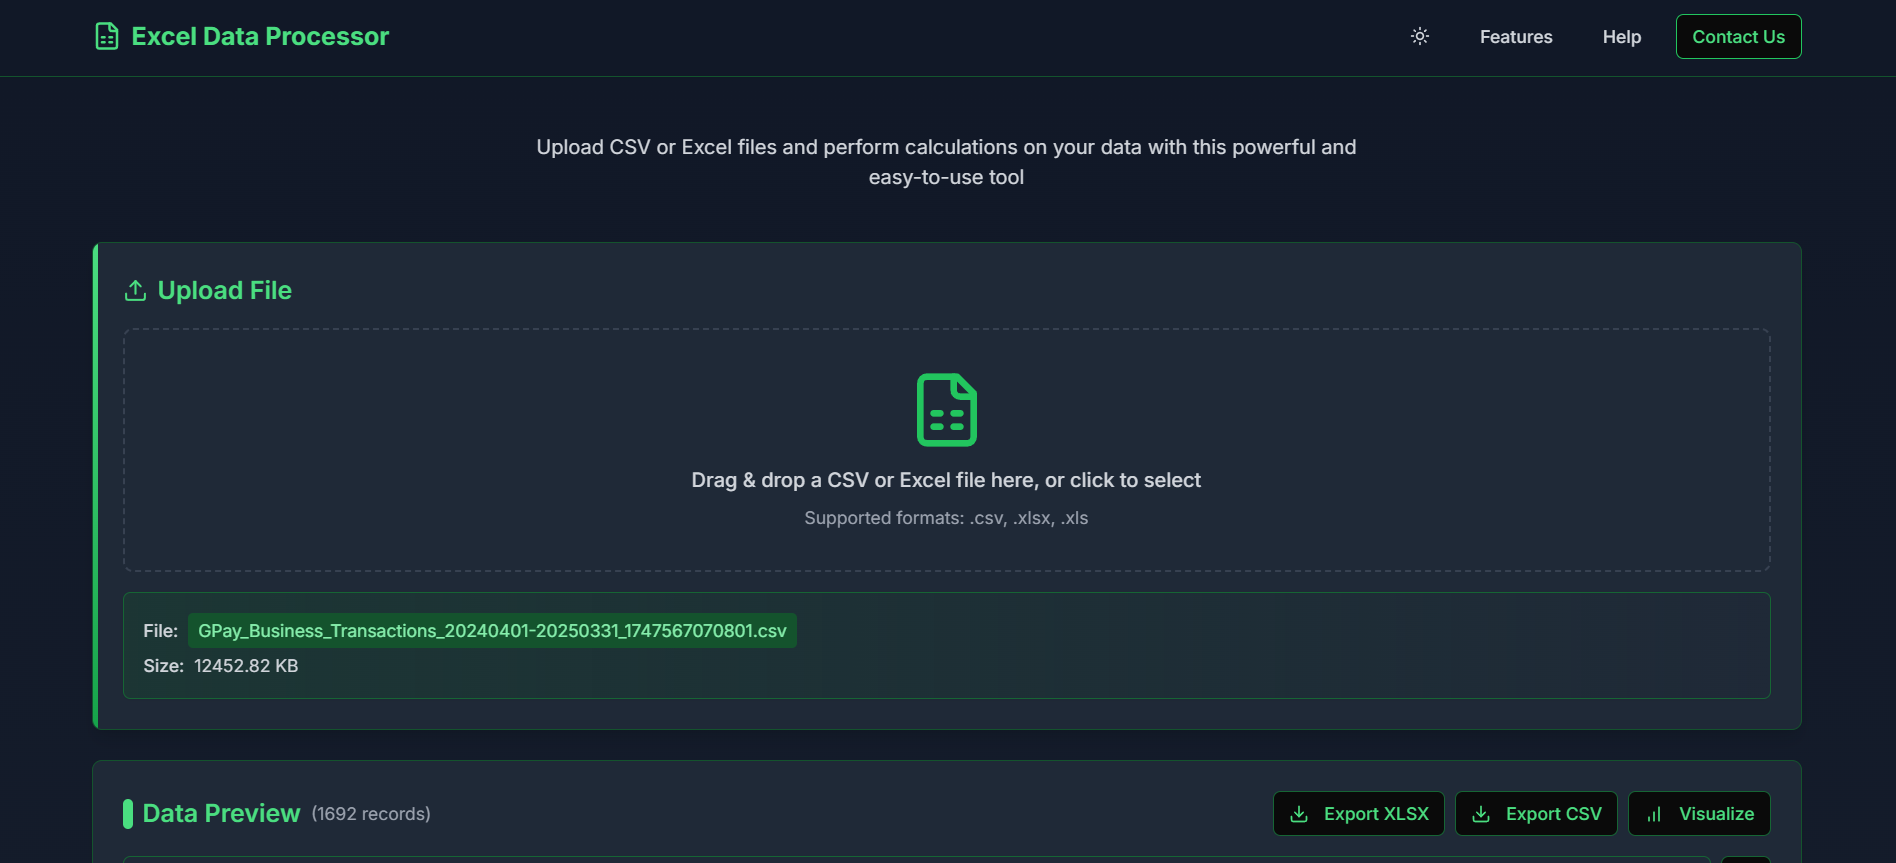 Excel Data Processor
Features
Help
Contact Us
Upload CSV or Excel files and perform calculations on your data with this powerful and
easy-to-use tool
Upload File
Drag & drop a CSV or Excel file here, or click to select
Supported formats: .csv, .xlsx, .xls
File: GPay_Business_Transactions_20240401-20250331_1747567070801.csv
Size: 12452.82 KB
Data Preview (1692 records)
Export XLSX
Export CSV
Visualize